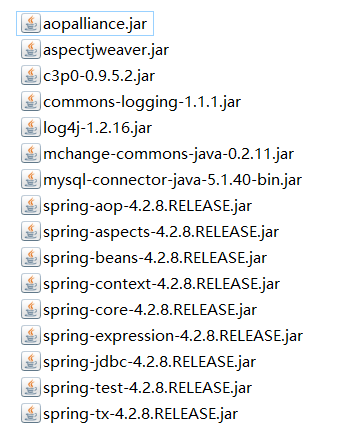 aopalliance.jar
aspectjweaver.jar
c3p0-0.9.5.2.jar
commons-logging-1.1.1.jar
log4j-1.2.16.jar
mchange-commons-java-0.2.11.jar
mysql-connector-java-5.1.40-bin.jar
spring-aop-4.2.8.RELEASE.jar
spring-aspects-4.2.8.RELEASE.jar
spring-beans-4.2.8.RELEASE.jar
spring-context-4.2.8.RELEASE.jar
spring-core-4.2.8.RELEASE.jar
spring-expression-4.2.8.RELEASE.jar
spring-jdbc-4.2.8.RELEASE.jar
spring-test-4.2.8.RELEASE.jar
spring-tx-4.2.8.RELEASE.jar